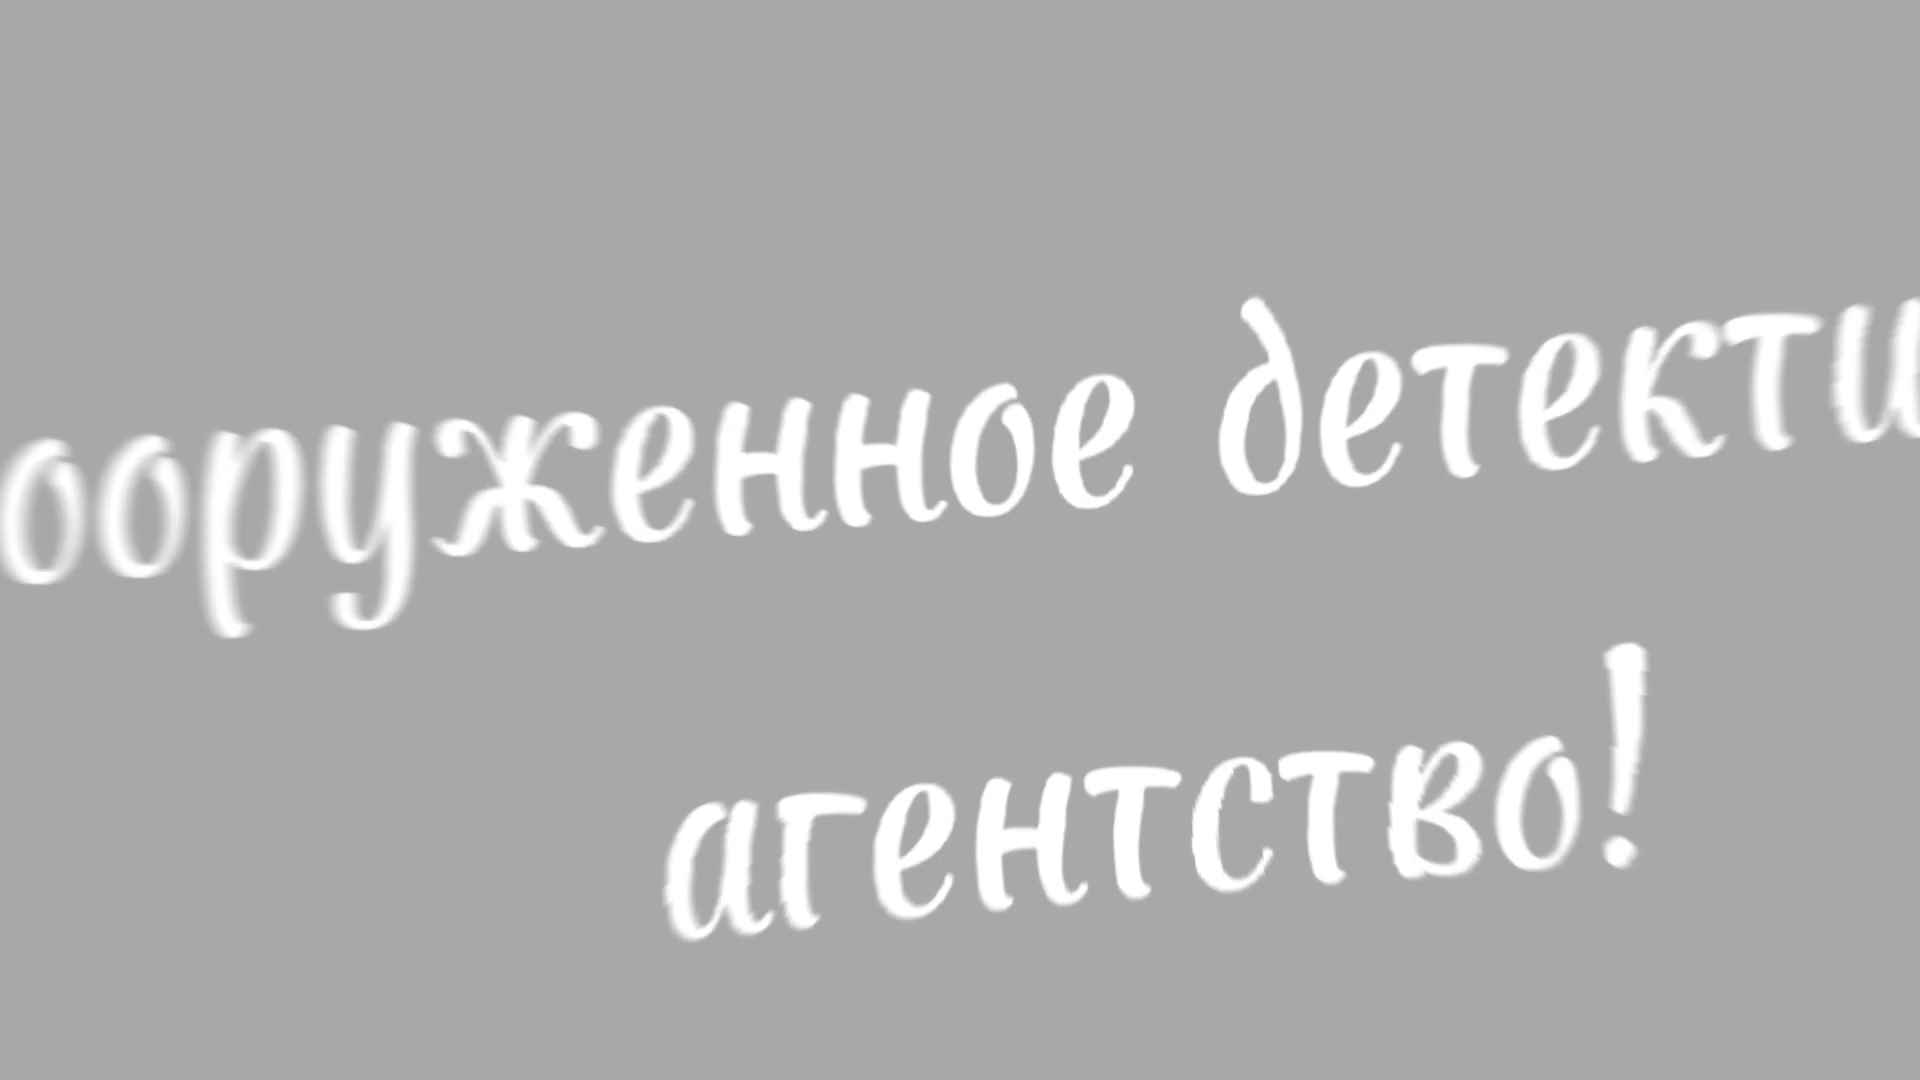 ооруженное детекти
агентство!